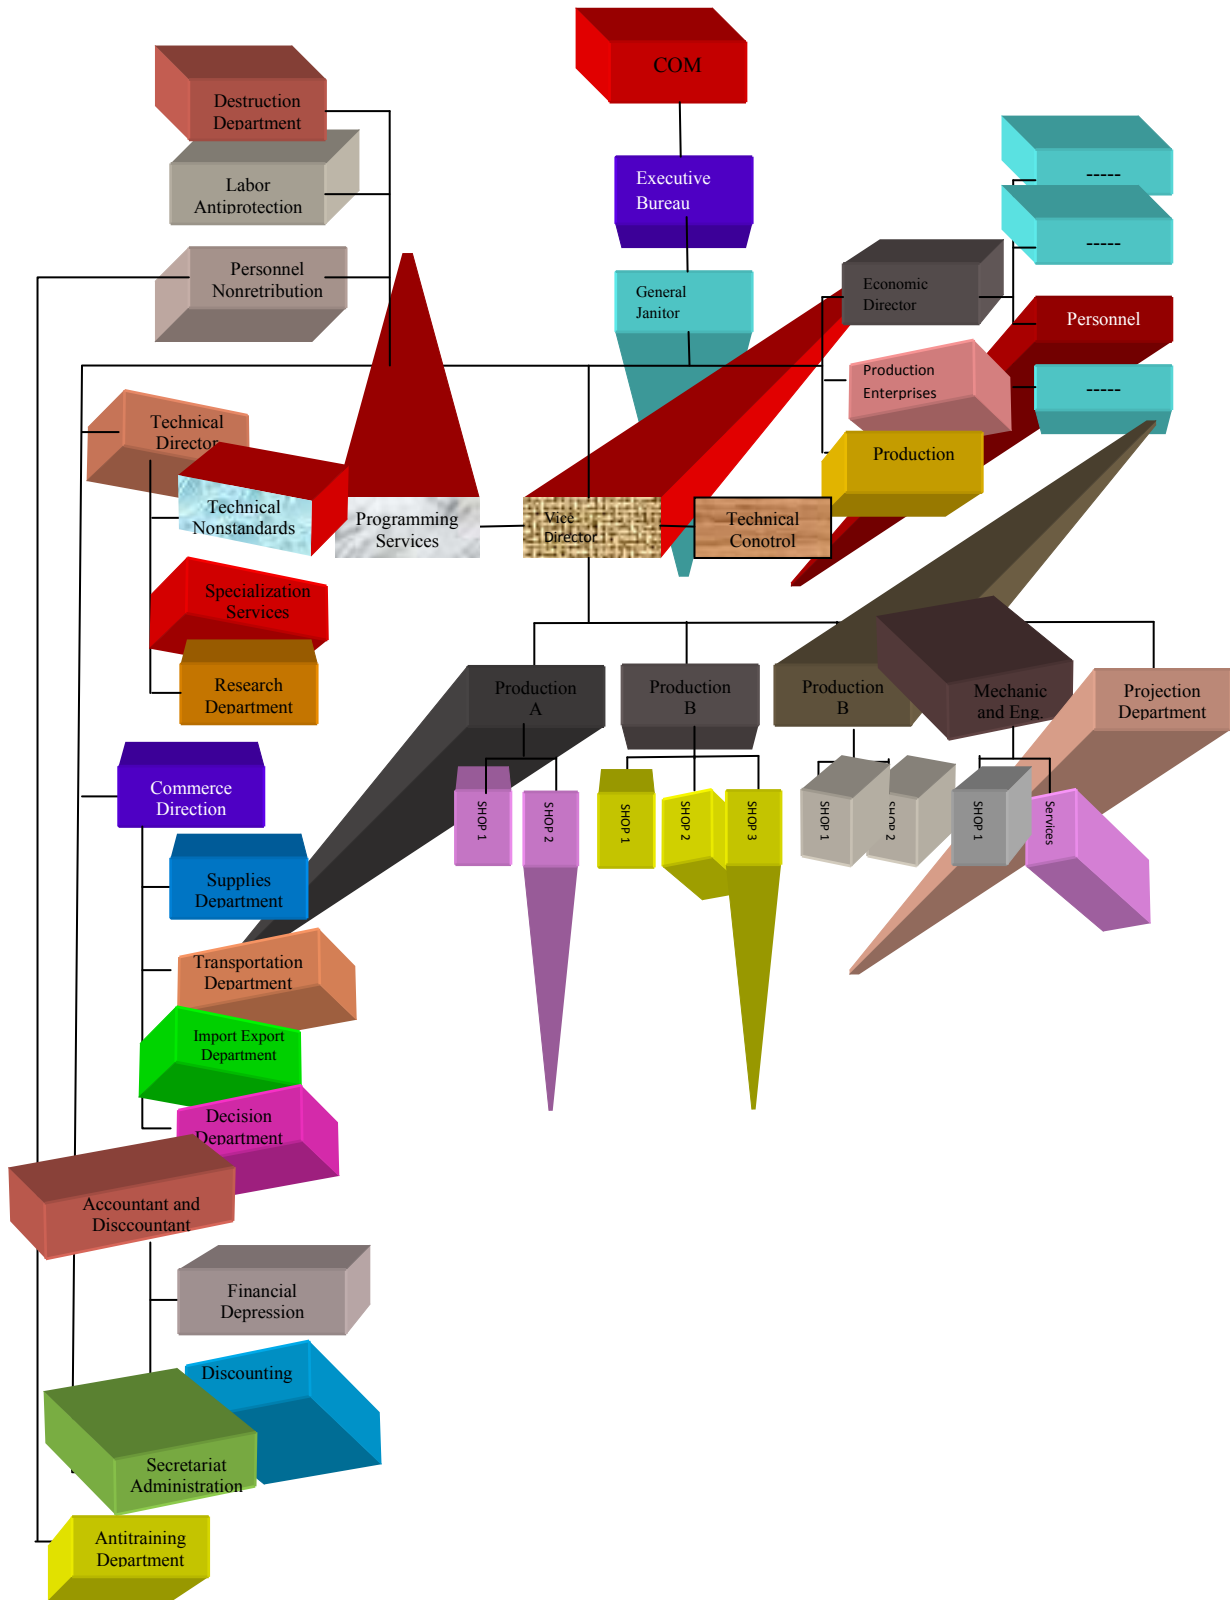 COM
Destruction
Department
Labor
Antiprotection
Personnel
Nonretribution
Executive
Bureau
General
Janitor
-----
-----
Economic
Director
Personnel
Production
Enterprises
-----
Production
Technical
Director
Technical
Nonstandards
Programming
Services
Vice
Director
Technical
Conotrol
Specialization
Services
Research
Department
Production
A
Production
B
Production
B
Mechanic
and Eng.
Projection
Department
SHOP 1
SHOP 2
SHOP 1
SHOP 2
SHOP 3
SHOP 1
SHOP 2
SHOP 1
Services
Commerce
Direction
Supplies
Department
Transportation
Department
Import Export
Department
Decision
Department
Accountant and
Disccountant
Financial
Depression
Discounting
Secretariat
Administration
Antitraining
Department